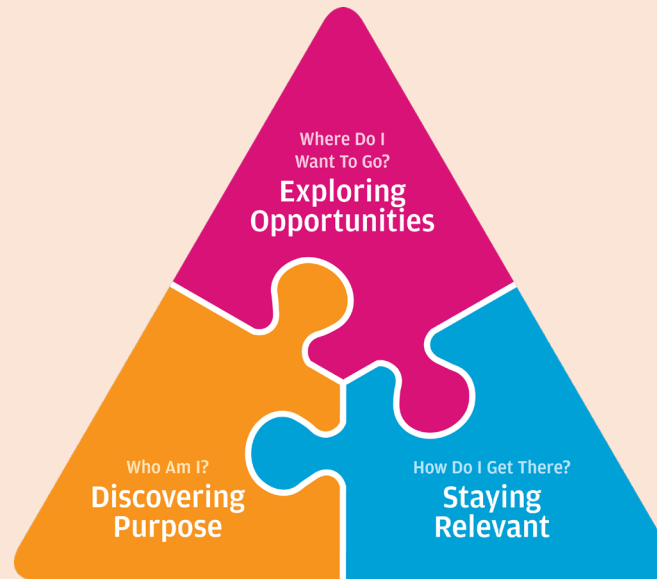 Where Do I
Want To Go?
Exploring
Opportunities
Who Am I?
Discovering
Purpose
How Do I Get There?
Staying
Relevant